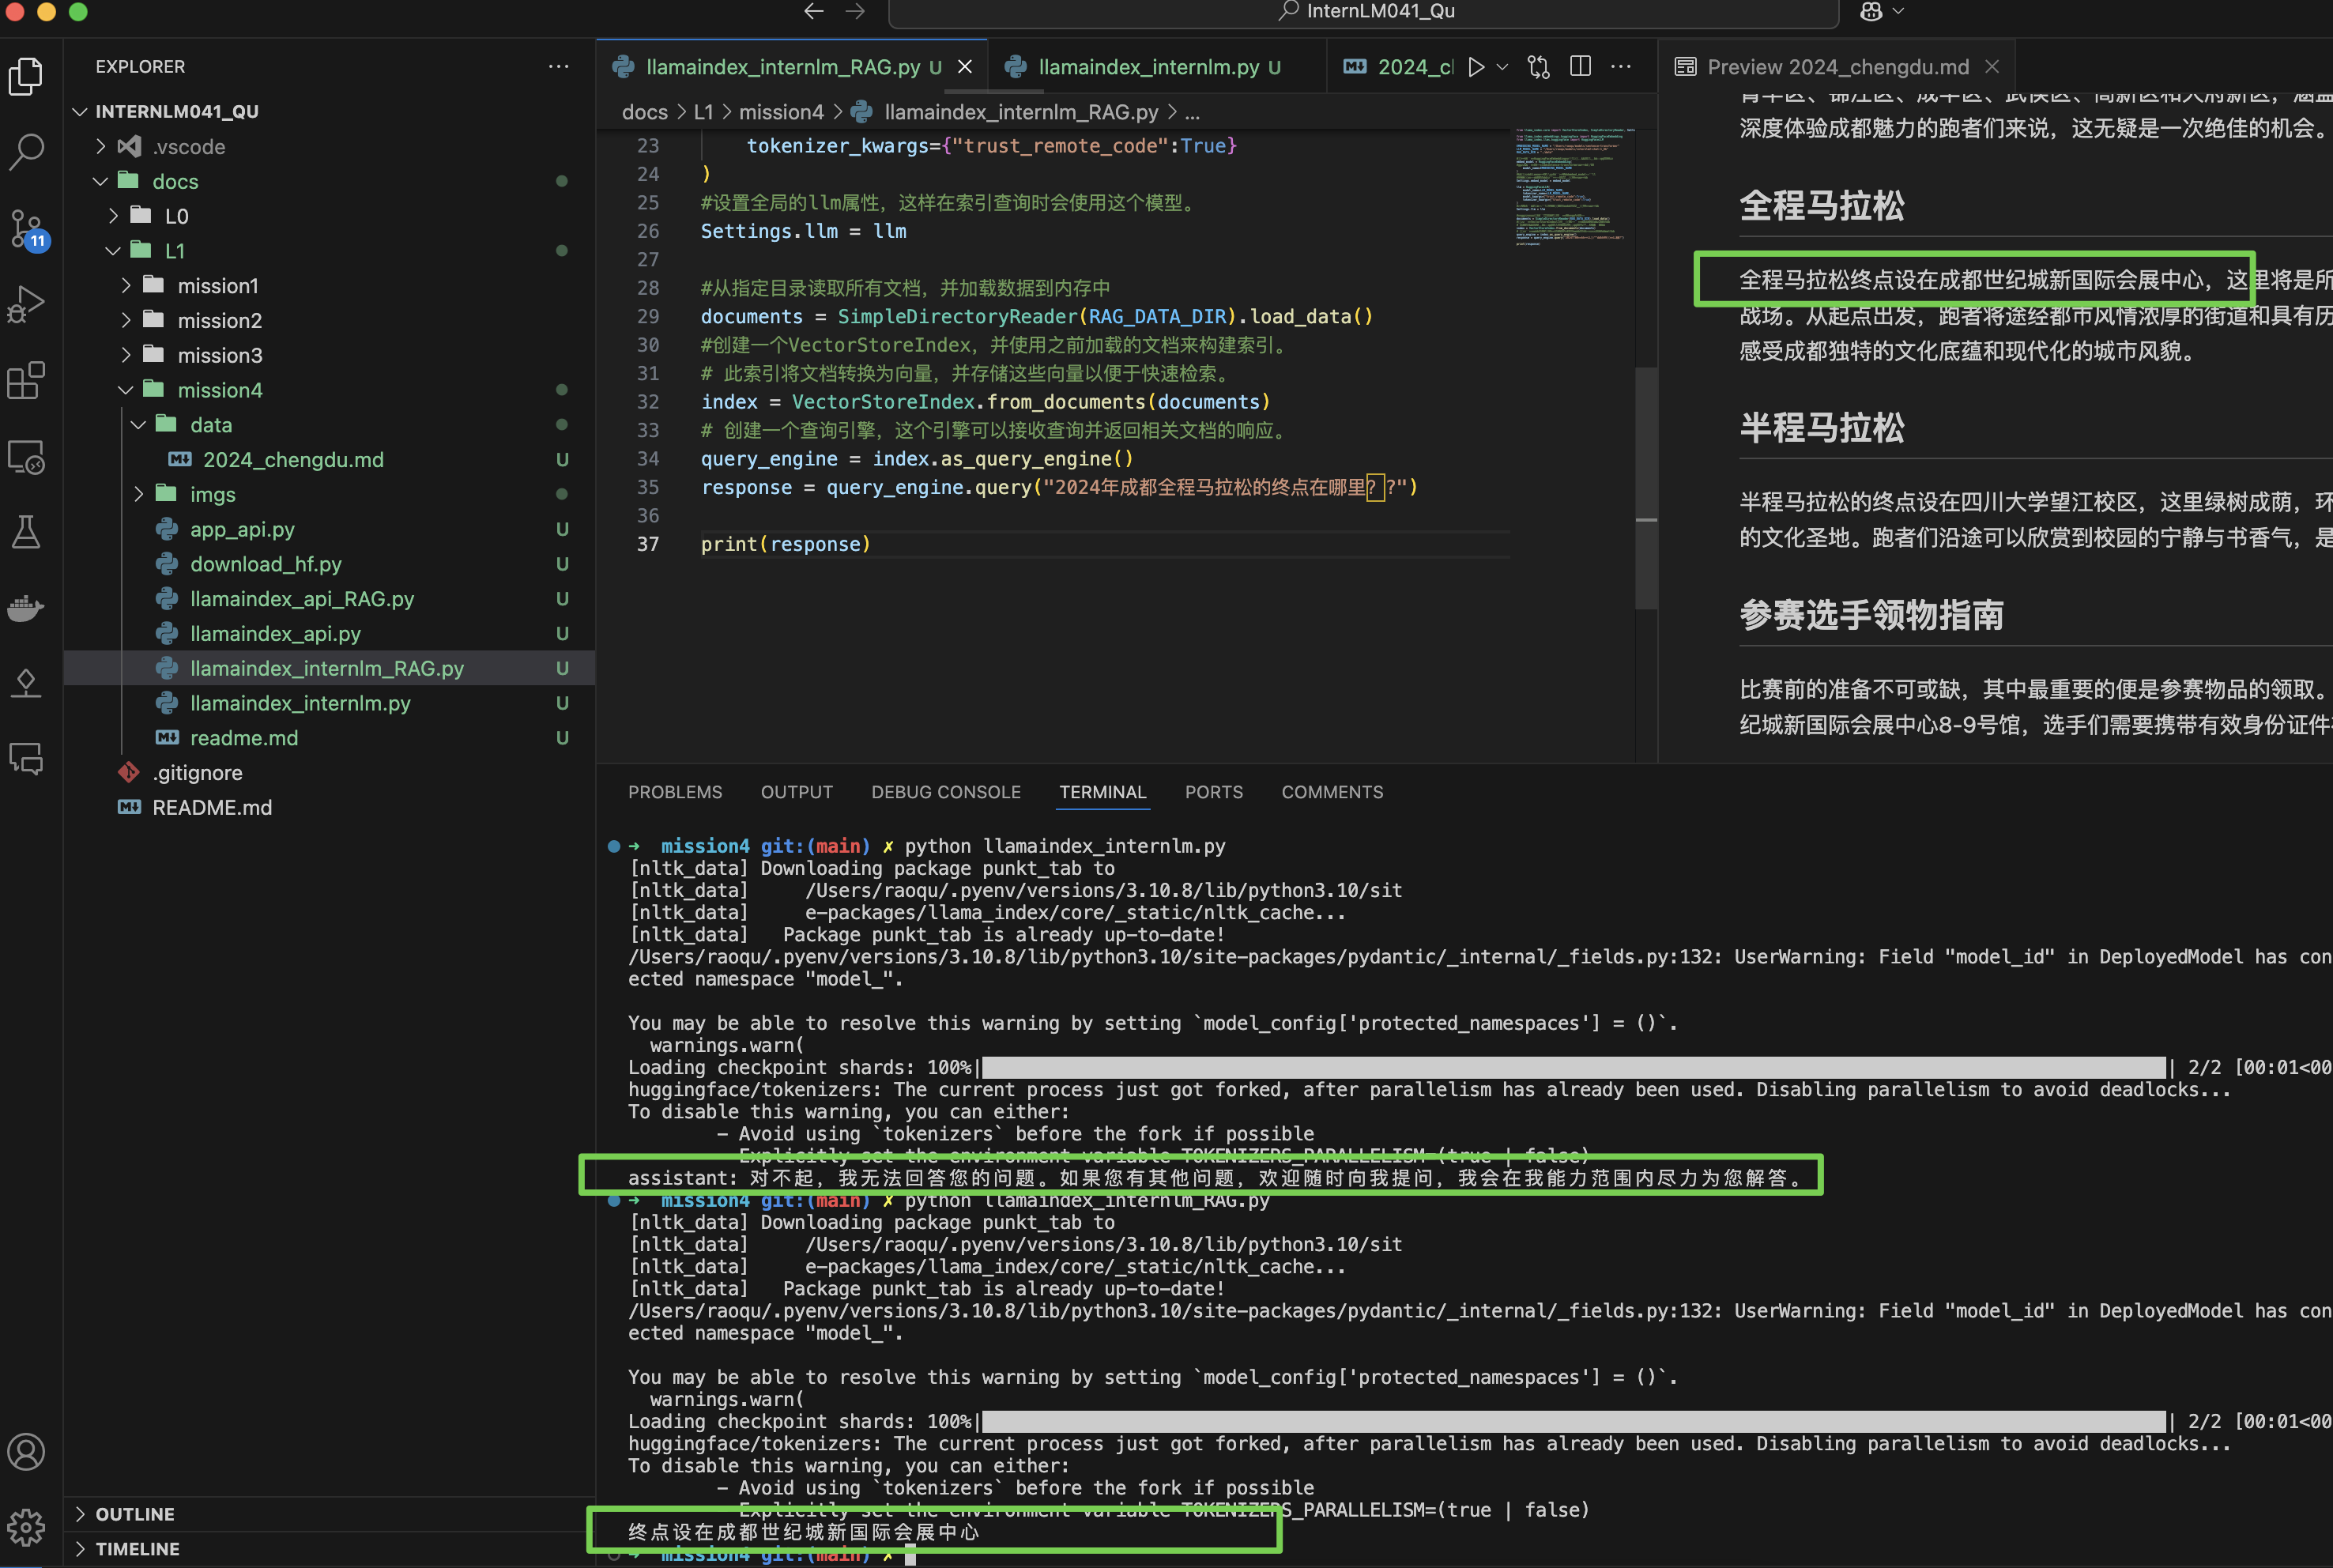 InternLM041_Qu
EXPLORER
INTERNLM041_QU
.vscode
docs
L0
L1
mission1
mission2
mission3
mission4
data
2024_chengdu.md U
imgs
app_api.py U
download_hf.py U
llamaindex_api_RAG.py U
llamaindex_api.py U
llamaindex_internlm_RAG.py U
llamaindex_internlm.py U
readme.md U
.gitignore
README.md
OUTLINE
TIMELINE
11
llamaindex_internlm_RAG.py U
llamaindex_internlm.py U
2024_cl
docs > L1 > mission4 > llamaindex_internlm_RAG.py > ...
23 tokenizer_kwargs={"trust_remote_code":True}
24 )
25 #设置全局的llm属性，这样在索引查询时会使用这个模型。
26 Settings.llm = llm
27
28 #从指定目录读取所有文档，并加载数据到内存中
29 documents = SimpleDirectoryReader(RAG_DATA_DIR).load_data()
30 #创建一个VectorStoreIndex，并使用之前加载的文档来构建索引。
31 # 此索引将文档转换为向量，并存储这些向量以便于快速检索。
32 index = VectorStoreIndex.from_documents(documents)
33 # 创建一个查询引擎，这个引擎可以接收查询并返回相关文档的响应。
34 query_engine = index.as_query_engine()
35 response = query_engine.query("2024年成都全程马拉松的终点在哪里？?")
36
37 print(response)
Preview 2024_chengdu.md
青羊区、锦江区、成华区、武侯区、高新区和天府新区，涵盖
深度体验成都魅力的跑者们来说，这无疑是一次绝佳的机会。
全程马拉松
全程马拉松终点设在成都世纪城新国际会展中心，这里将是所
战场。从起点出发，跑者将途经都市风情浓厚的街道和具有历
感受成都独特的文化底蕴和现代化的城市风貌。
半程马拉松
半程马拉松的终点设在四川大学望江校区，这里绿树成荫，环
的文化圣地。跑者们沿途可以欣赏到校园的宁静与书香气，是
参赛选手领物指南
比赛前的准备不可或缺，其中最重要的便是参赛物品的领取。
纪城新国际会展中心8-9号馆，选手们需要携带有效身份证件
PROBLEMS OUTPUT DEBUG CONSOLE TERMINAL PORTS COMMENTS
➜ mission4 git:(main) ✗ python llamaindex_internlm.py
[nltk_data] Downloading package punkt_tab to
[nltk_data] /Users/raoqu/.pyenv/versions/3.10.8/lib/python3.10/sit
[nltk_data] e-packages/llama_index/core/_static/nltk_cache...
[nltk_data] Package punkt_tab is already up-to-date!
/Users/raoqu/.pyenv/versions/3.10.8/lib/python3.10/site-packages/pydantic/_internal/_fields.py:132: UserWarning: Field "model_id" in DeployedModel has con
ected namespace "model_".

You may be able to resolve this warning by setting `model_config['protected_namespaces'] = ()`.
warnings.warn(
Loading checkpoint shards: 100%| | 2/2 [00:01<00
huggingface/tokenizers: The current process just got forked, after parallelism has already been used. Disabling parallelism to avoid deadlocks...
To disable this warning, you can either:
- Avoid using `tokenizers` before the fork if possible
- Explicitly set the environment variable TOKENIZERS_PARALLELISM=(true | false)
assistant: 对不起，我无法回答您的问题。如果您有其他问题，欢迎随时向我提问，我会在我能力范围内尽力为您解答。
➜ mission4 git:(main) ✗ python llamaindex_internlm_RAG.py
[nltk_data] Downloading package punkt_tab to
[nltk_data] /Users/raoqu/.pyenv/versions/3.10.8/lib/python3.10/sit
[nltk_data] e-packages/llama_index/core/_static/nltk_cache...
[nltk_data] Package punkt_tab is already up-to-date!
/Users/raoqu/.pyenv/versions/3.10.8/lib/python3.10/site-packages/pydantic/_internal/_fields.py:132: UserWarning: Field "model_id" in DeployedModel has con
ected namespace "model_".

You may be able to resolve this warning by setting `model_config['protected_namespaces'] = ()`.
warnings.warn(
Loading checkpoint shards: 100%| | 2/2 [00:01<00
huggingface/tokenizers: The current process just got forked, after parallelism has already been used. Disabling parallelism to avoid deadlocks...
To disable this warning, you can either:
- Avoid using `tokenizers` before the fork if possible
- Explicitly set the environment variable TOKENIZERS_PARALLELISM=(true | false)
终点设在成都世纪城新国际会展中心
➜ mission4 git:(main) ✗